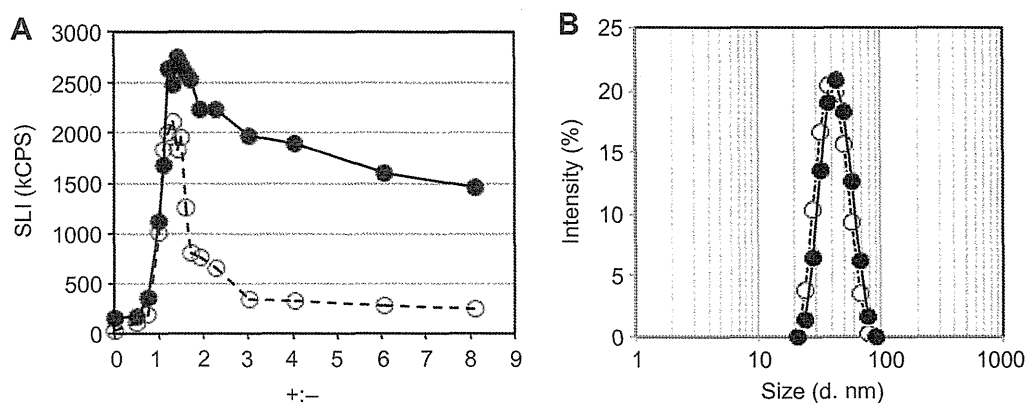 A
3000
2500
2000
1500
1000
500
0
SLI (kCPS)
0 1 2 3 4 5 6 7 8 9
+:–
B
25
20
15
10
5
0
Intensity (%)
1 10 100 1000
Size (d. nm)